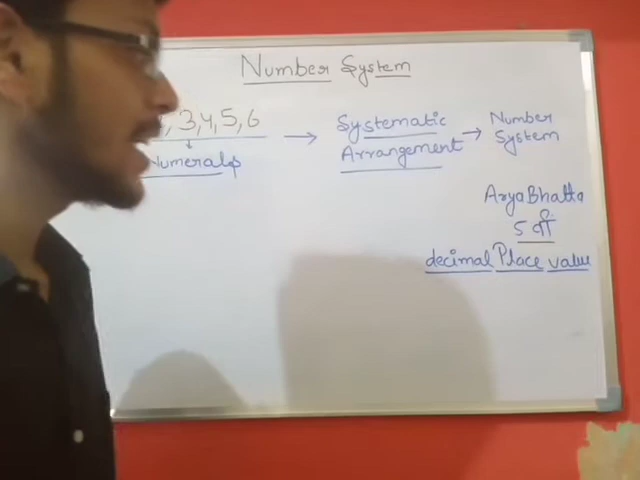 Number System
, 3, 4, 5, 6 → Systematic Arrangement → Number System
↓
Numerals
AryaBhatta
5 वीं
decimal Place value